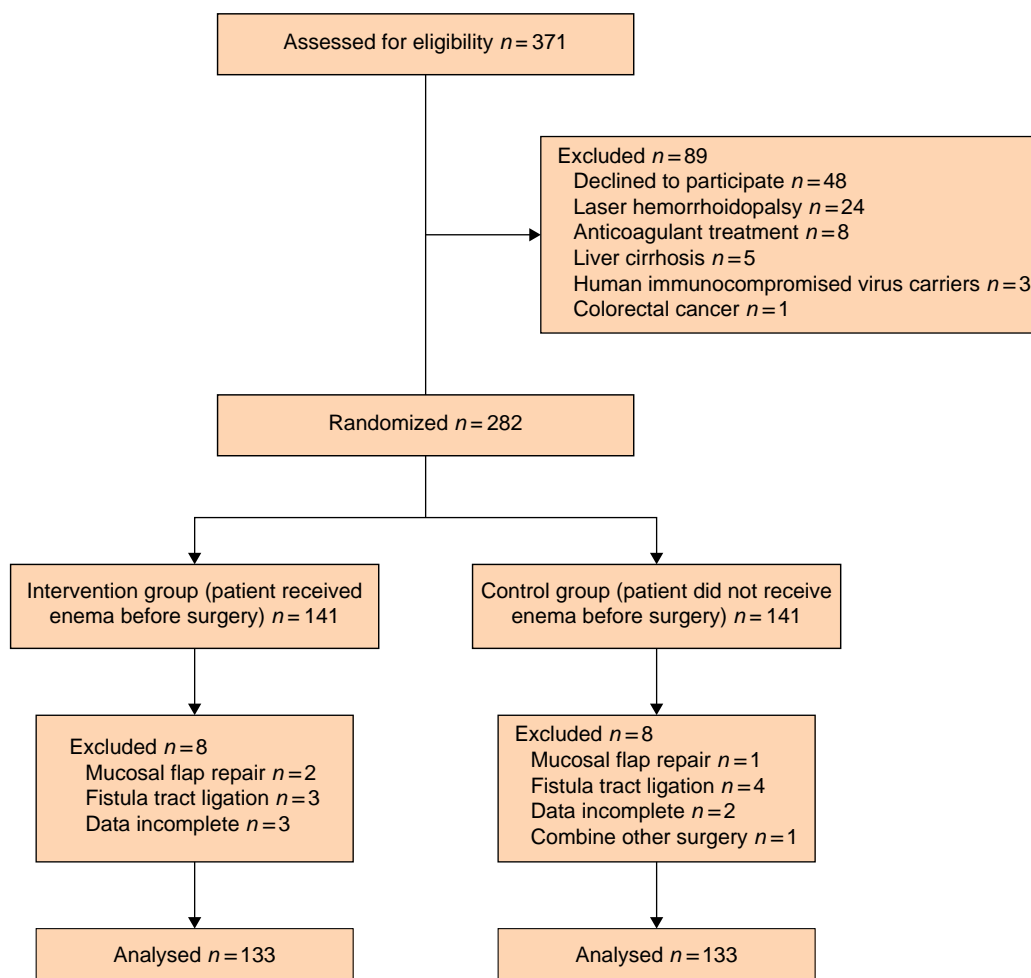 Assessed for eligibility n = 371
Excluded n = 89
Declined to participate n = 48
Laser hemorrhoidopalsy n = 24
Anticoagulant treatment n = 8
Liver cirrhosis n = 5
Human immunocompromised virus carriers n = 3
Colorectal cancer n = 1
Randomized n = 282
Intervention group (patient received
enema before surgery) n = 141
Control group (patient did not receive
enema before surgery) n = 141
Excluded n = 8
Mucosal flap repair n = 2
Fistula tract ligation n = 3
Data incomplete n = 3
Excluded n = 8
Mucosal flap repair n = 1
Fistula tract ligation n = 4
Data incomplete n = 2
Combine other surgery n = 1
Analysed n = 133
Analysed n = 133